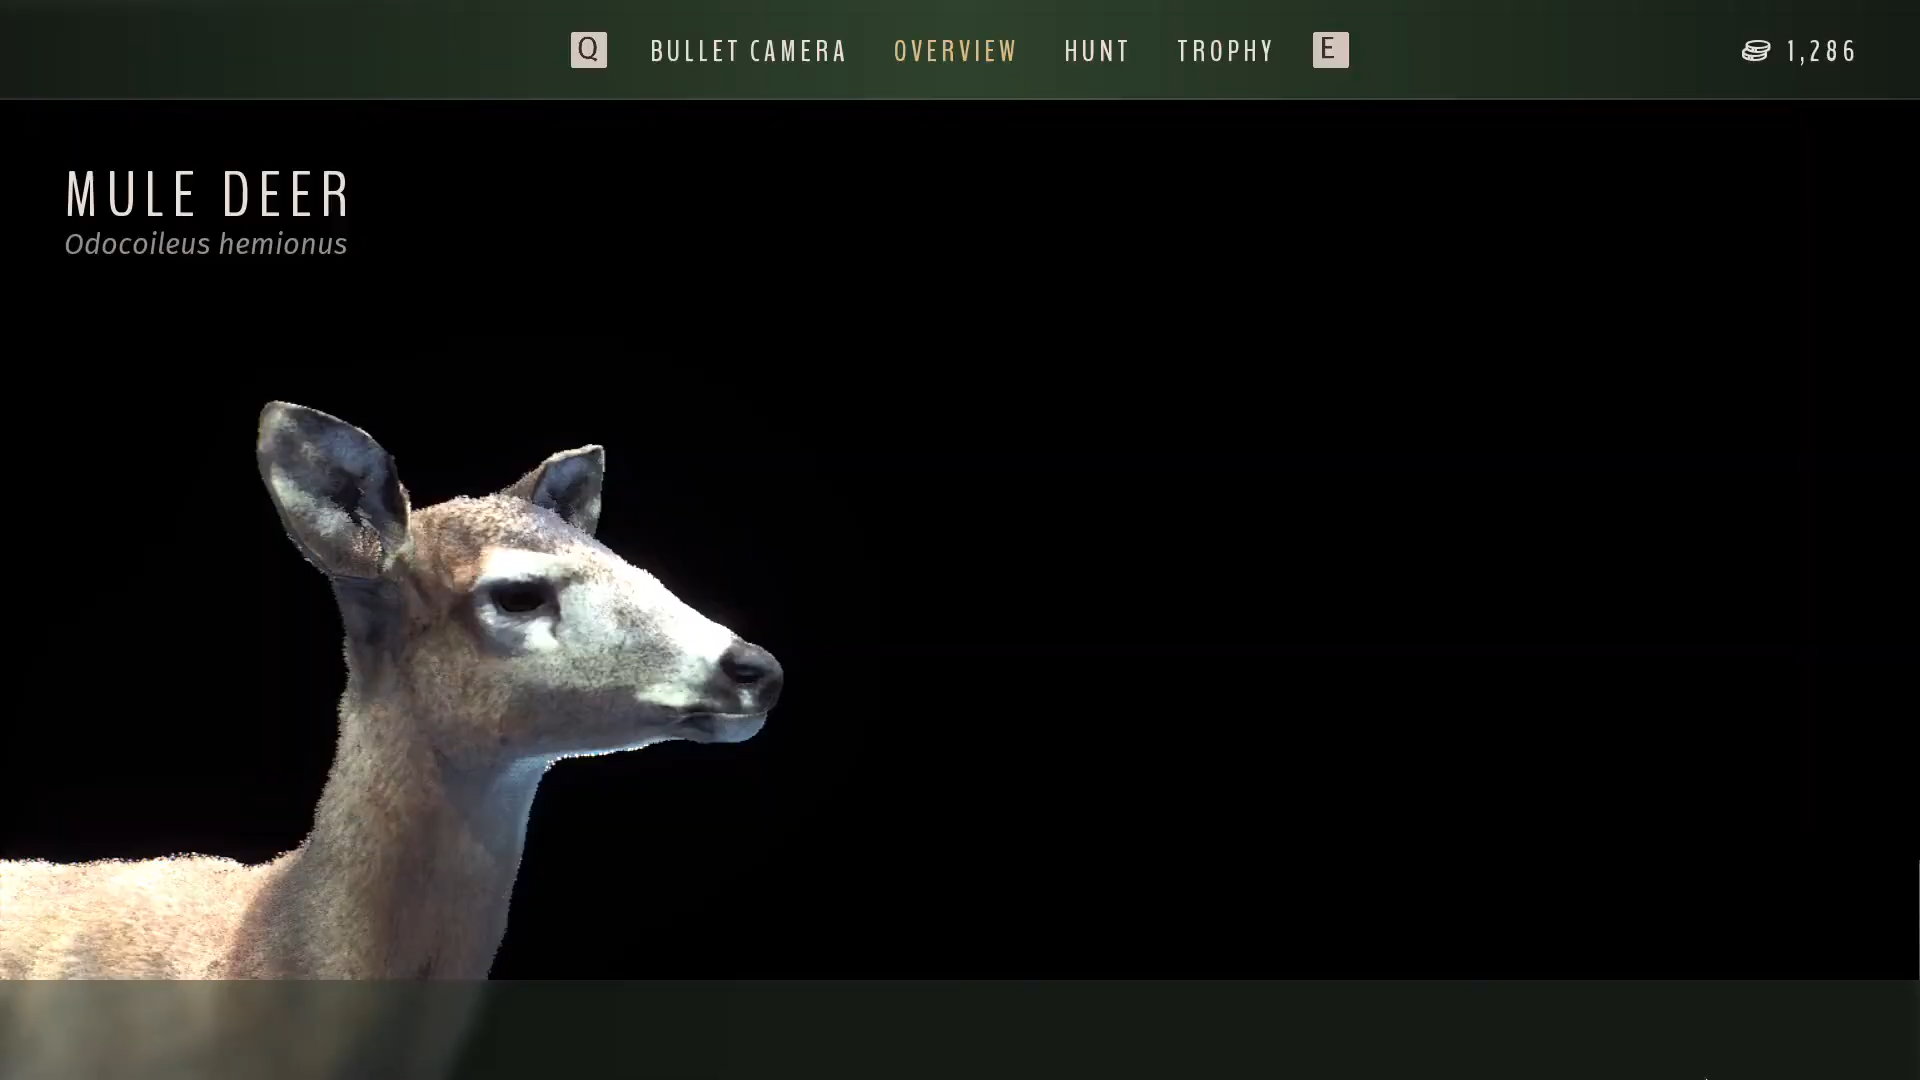 Q BULLET CAMERA OVERVIEW HUNT TROPHY E 1,286
MULE DEER
Odocoileus hemionus